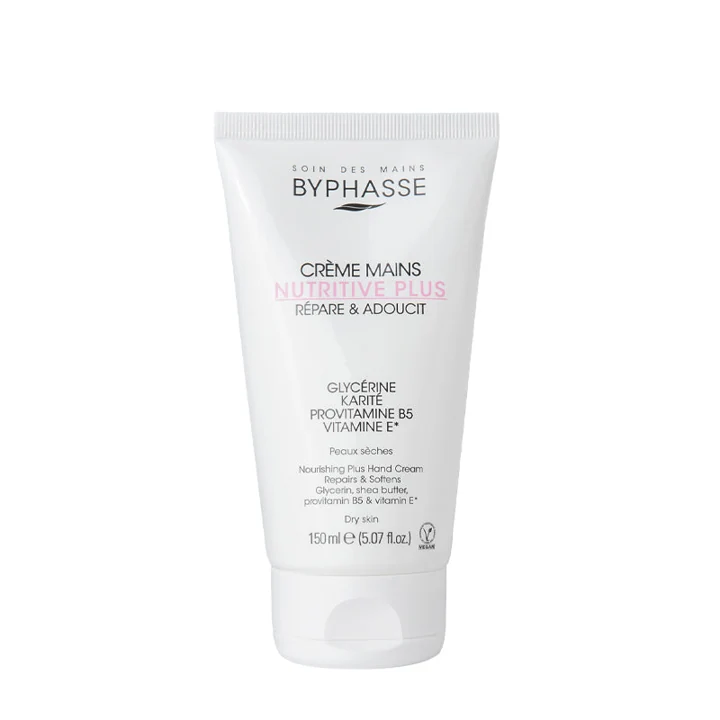 SOIN DES MAINS
BYPHASSE
CRÈME MAINS
NUTRITIVE PLUS
RÉPARE & ADOUCIT
GLYCÉRINE
KARITÉ
PROVITAMINE B5
VITAMINE E*
Peaux sèches
Nourishing Plus Hand Cream
Repairs & Softens
Glycerin, shea butter,
provitamin B5 & vitamin E*
Dry skin
150 ml e (5.07 fl.oz.)
VEGANE